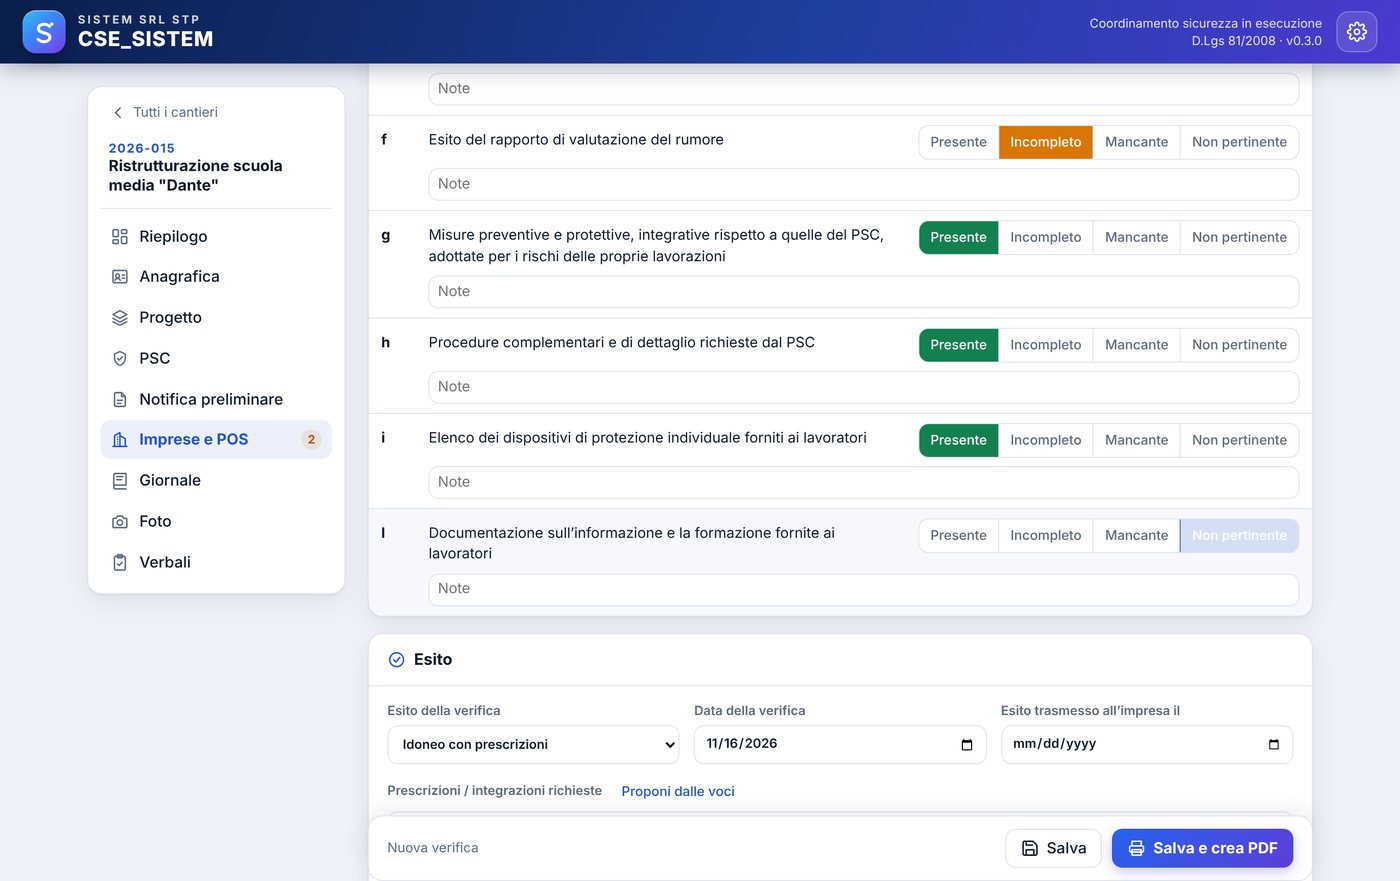 SISTEM SRL STP
CSE_SISTEM
Coordinamento sicurezza in esecuzione
D.Lgs 81/2008 · v0.3.0
Tutti i cantieri
2026-015
Ristrutturazione scuola
media "Dante"
Riepilogo
Anagrafica
Progetto
PSC
Notifica preliminare
Imprese e POS 2
Giornale
Foto
Verbali
Note
f Esito del rapporto di valutazione del rumore Presente Incompleto Mancante Non pertinente
Note
g Misure preventive e protettive, integrative rispetto a quelle del PSC, Presente Incompleto Mancante Non pertinente
adottate per i rischi delle proprie lavorazioni
Note
h Procedure complementari e di dettaglio richieste dal PSC Presente Incompleto Mancante Non pertinente
Note
i Elenco dei dispositivi di protezione individuale forniti ai lavoratori Presente Incompleto Mancante Non pertinente
Note
l Documentazione sull’informazione e la formazione fornite ai Presente Incompleto Mancante Non pertinente
lavoratori
Note
Esito
Esito della verifica Data della verifica Esito trasmesso all’impresa il
Idoneo con prescrizioni 11/16/2026 mm/dd/yyyy
Prescrizioni / integrazioni richieste Proponi dalle voci
Nuova verifica Salva Salva e crea PDF